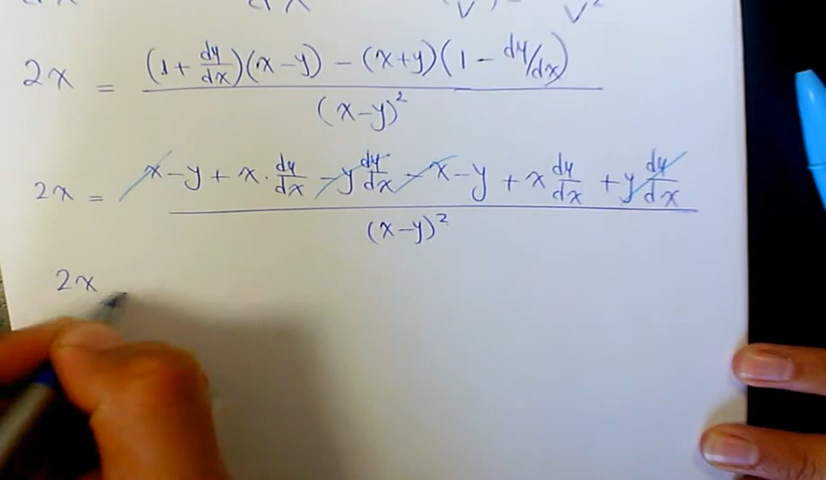 2x = (1 + dy/dx)(x-y) - (x+y)(1 - dy/dx) / (x-y)²
2x = x - y + x · dy/dx - y dy/dx - x - y + x dy/dx + y dy/dx / (x-y)²
2x